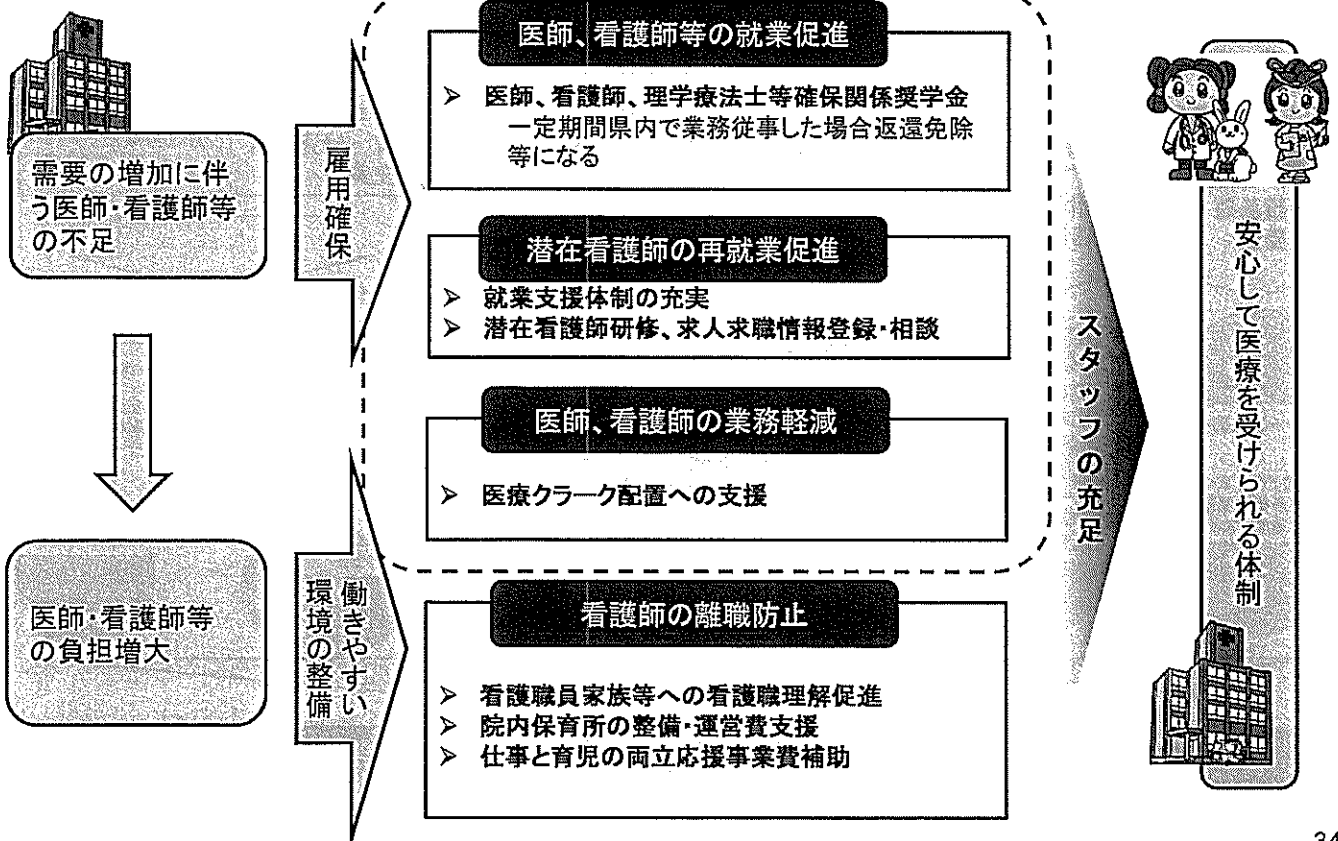 需要の増加に伴
う医師・看護師等
の不足
医師・看護師等
の負担増大
雇用確保
働きやすい
環境の整備
医師、看護師等の就業促進
➢ 医師、看護師、理学療法士等確保関係奨学金
一定期間県内で業務従事した場合返還免除
等になる
潜在看護師の再就業促進
➢ 就業支援体制の充実
➢ 潜在看護師研修、求人求職情報登録・相談
医師、看護師の業務軽減
➢ 医療クラーク配置への支援
看護師の離職防止
➢ 看護職員家族等への看護職理解促進
➢ 院内保育所の整備・運営費支援
➢ 仕事と育児の両立応援事業費補助
スタッフの充足
安心して医療を受けられる体制
34